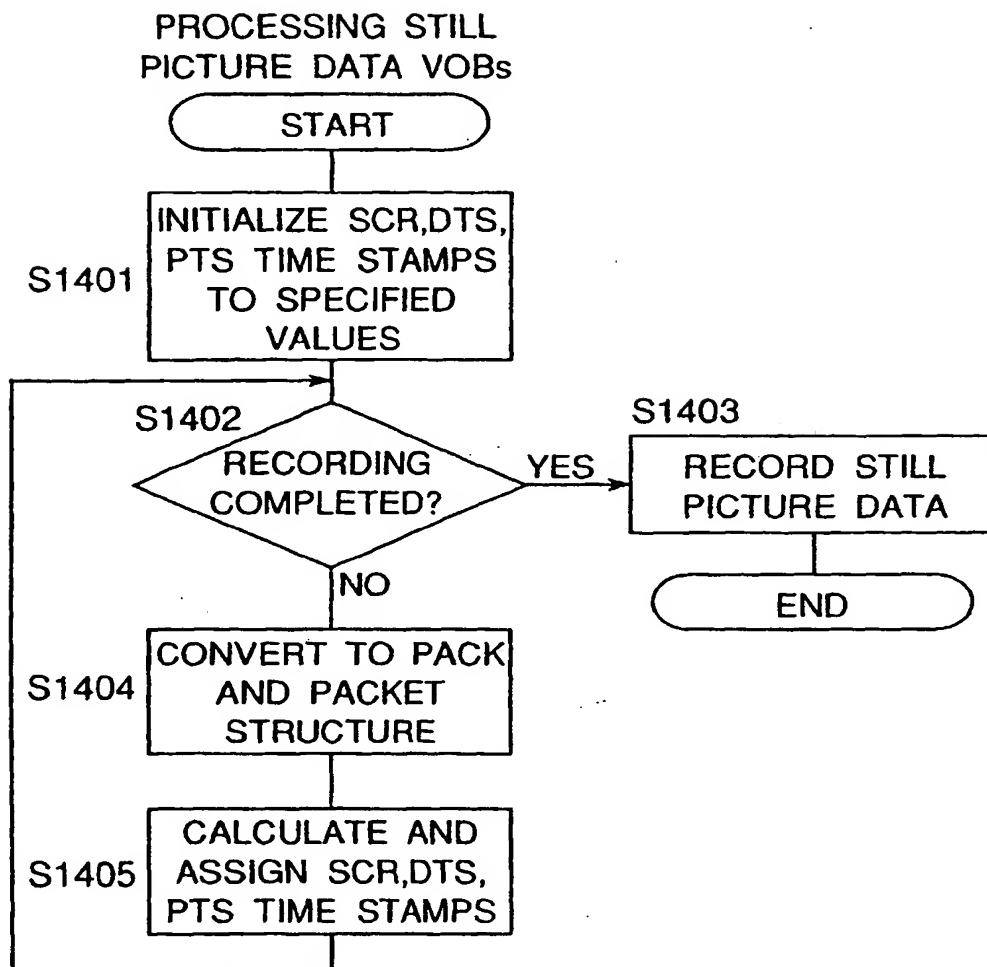 PROCESSING STILL
PICTURE DATA VOBs
START
S1401
INITIALIZE SCR,DTS,
PTS TIME STAMPS
TO SPECIFIED
VALUES
S1402
RECORDING
COMPLETED?
YES
S1403
RECORD STILL
PICTURE DATA
END
NO
S1404
CONVERT TO PACK
AND PACKET
STRUCTURE
S1405
CALCULATE AND
ASSIGN SCR,DTS,
PTS TIME STAMPS